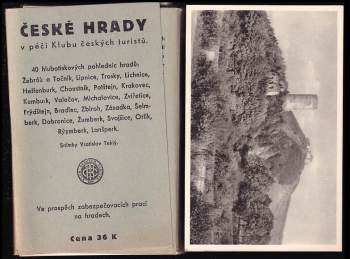 ČESKÉ HRADY
v péči Klubu českých turistů.
40 hlubotiskových pohlednic hradů:
Žebrák a Točník, Lipnice, Trosky, Lichnice,
Helfenburk, Choustník, Potštejn, Krakovec,
Kumburk, Valečov, Michalovice, Zvířetice,
Frýdštejn, Bradlec, Zbiroh, Zásadka, Šelm-
berk, Dobronice, Žumberk, Svojšice, Orlík,
Rýzmberk, Lanšperk.
Snímky Vratislav Teklý.
Ve prospěch zabezpečovacích prací
na hradech.
Cena 36 K